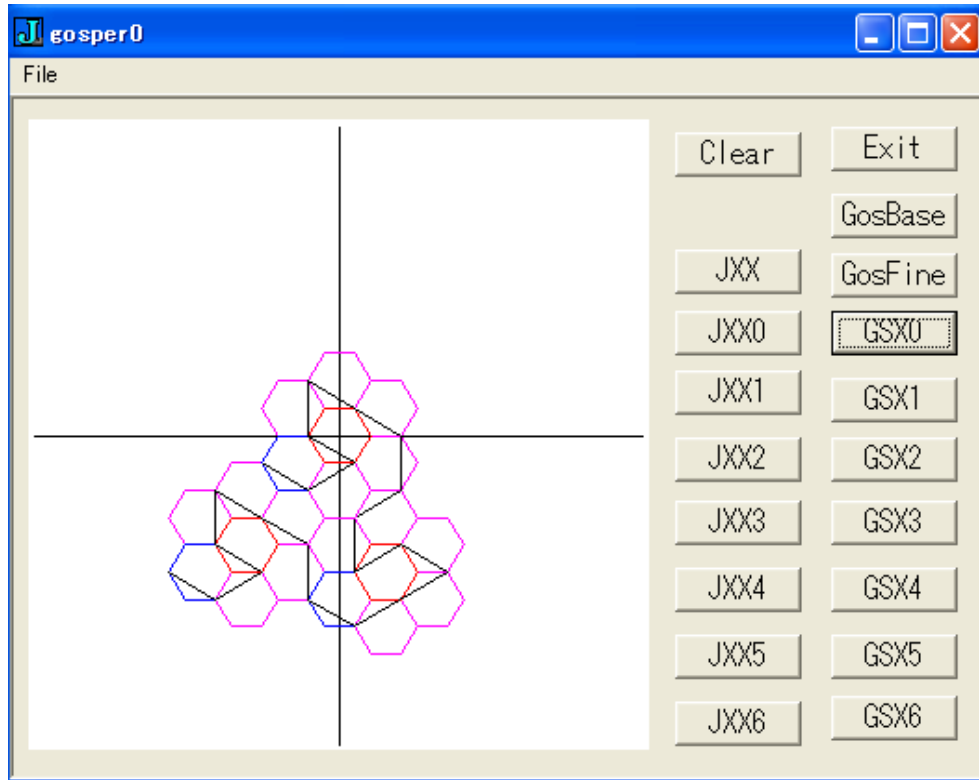 gosper0
File
Clear
Exit
GosBase
JXX
GosFine
JXX0
GSX0
JXX1
GSX1
JXX2
GSX2
JXX3
GSX3
JXX4
GSX4
JXX5
GSX5
JXX6
GSX6